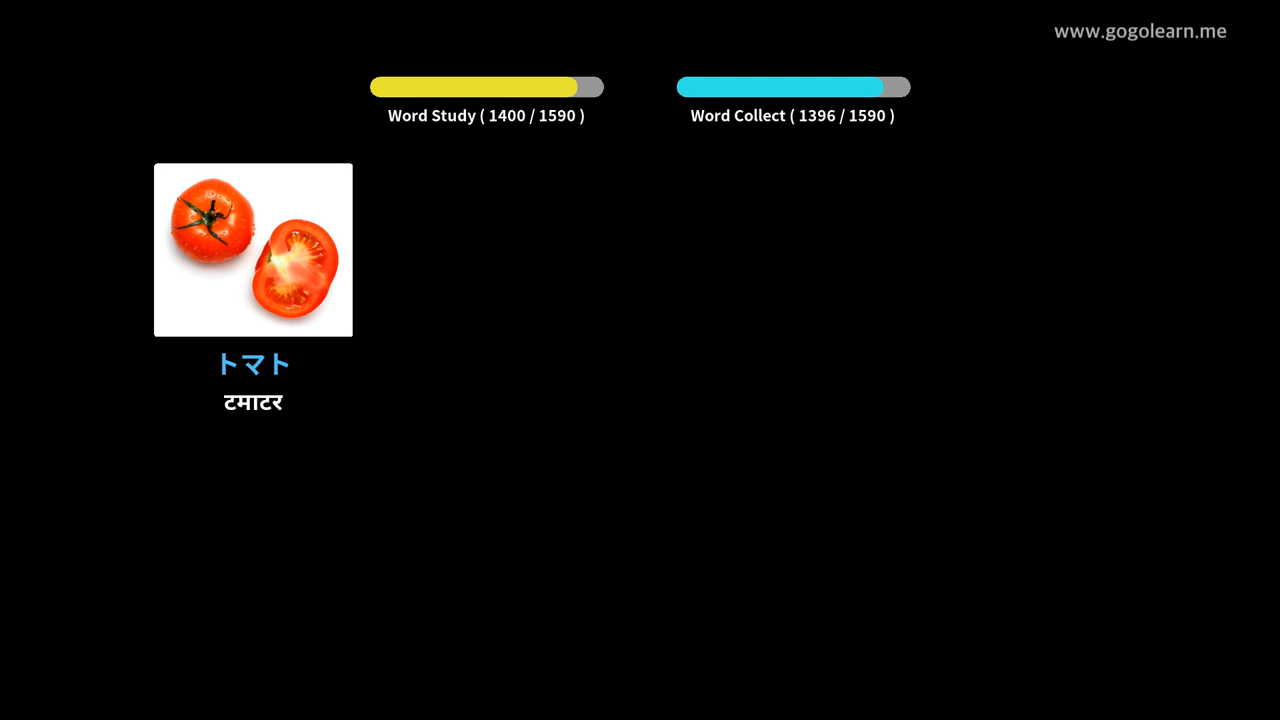 www.gogolearn.me
Word Study ( 1400 / 1590 )
Word Collect ( 1396 / 1590 )
トマト
टमाटर